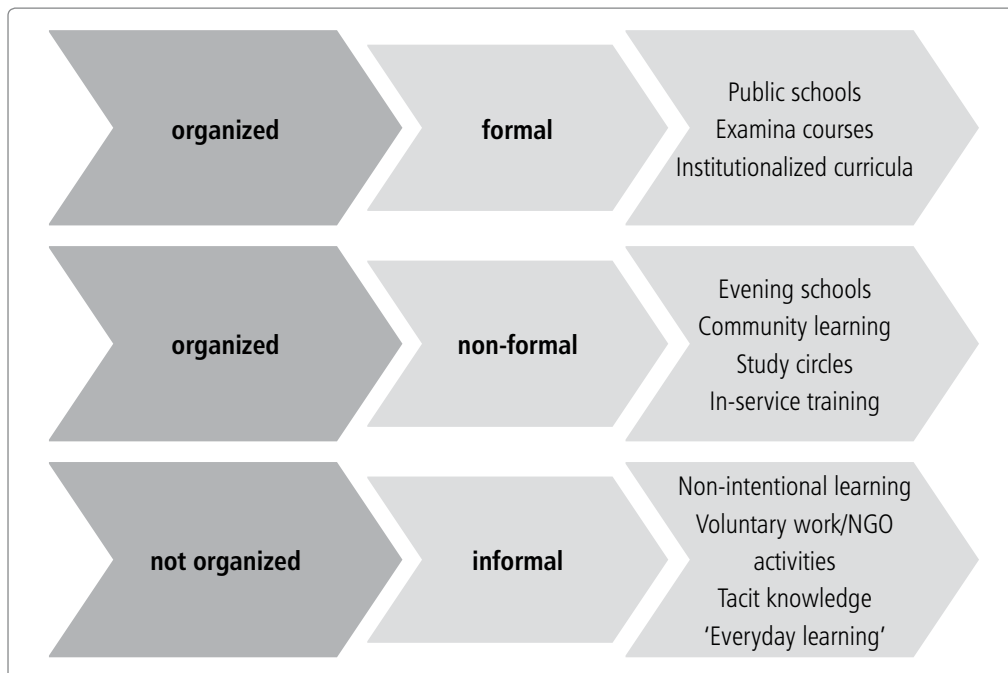 organized
formal
Public schools
Examina courses
Institutionalized curricula
organized
non-formal
Evening schools
Community learning
Study circles
In-service training
not organized
informal
Non-intentional learning
Voluntary work/NGO
activities
Tacit knowledge
‘Everyday learning’